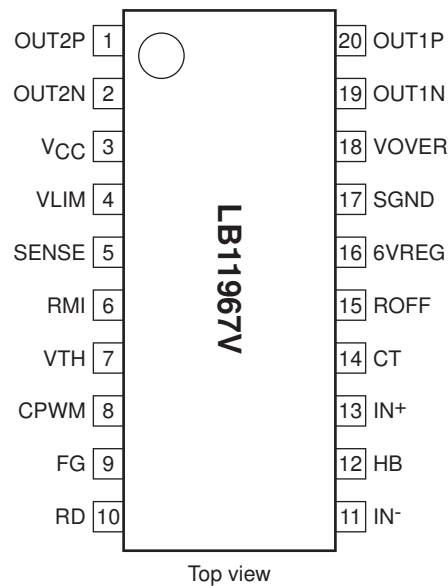 OUT2P 1 20 OUT1P
OUT2N 2 19 OUT1N
VCC 3 18 VOVER
VLIM 4 17 SGND
SENSE 5 16 6VREG
RMI 6 15 ROFF
VTH 7 14 CT
CPWM 8 13 IN+
FG 9 12 HB
RD 10 11 IN-
LB11967V
Top view